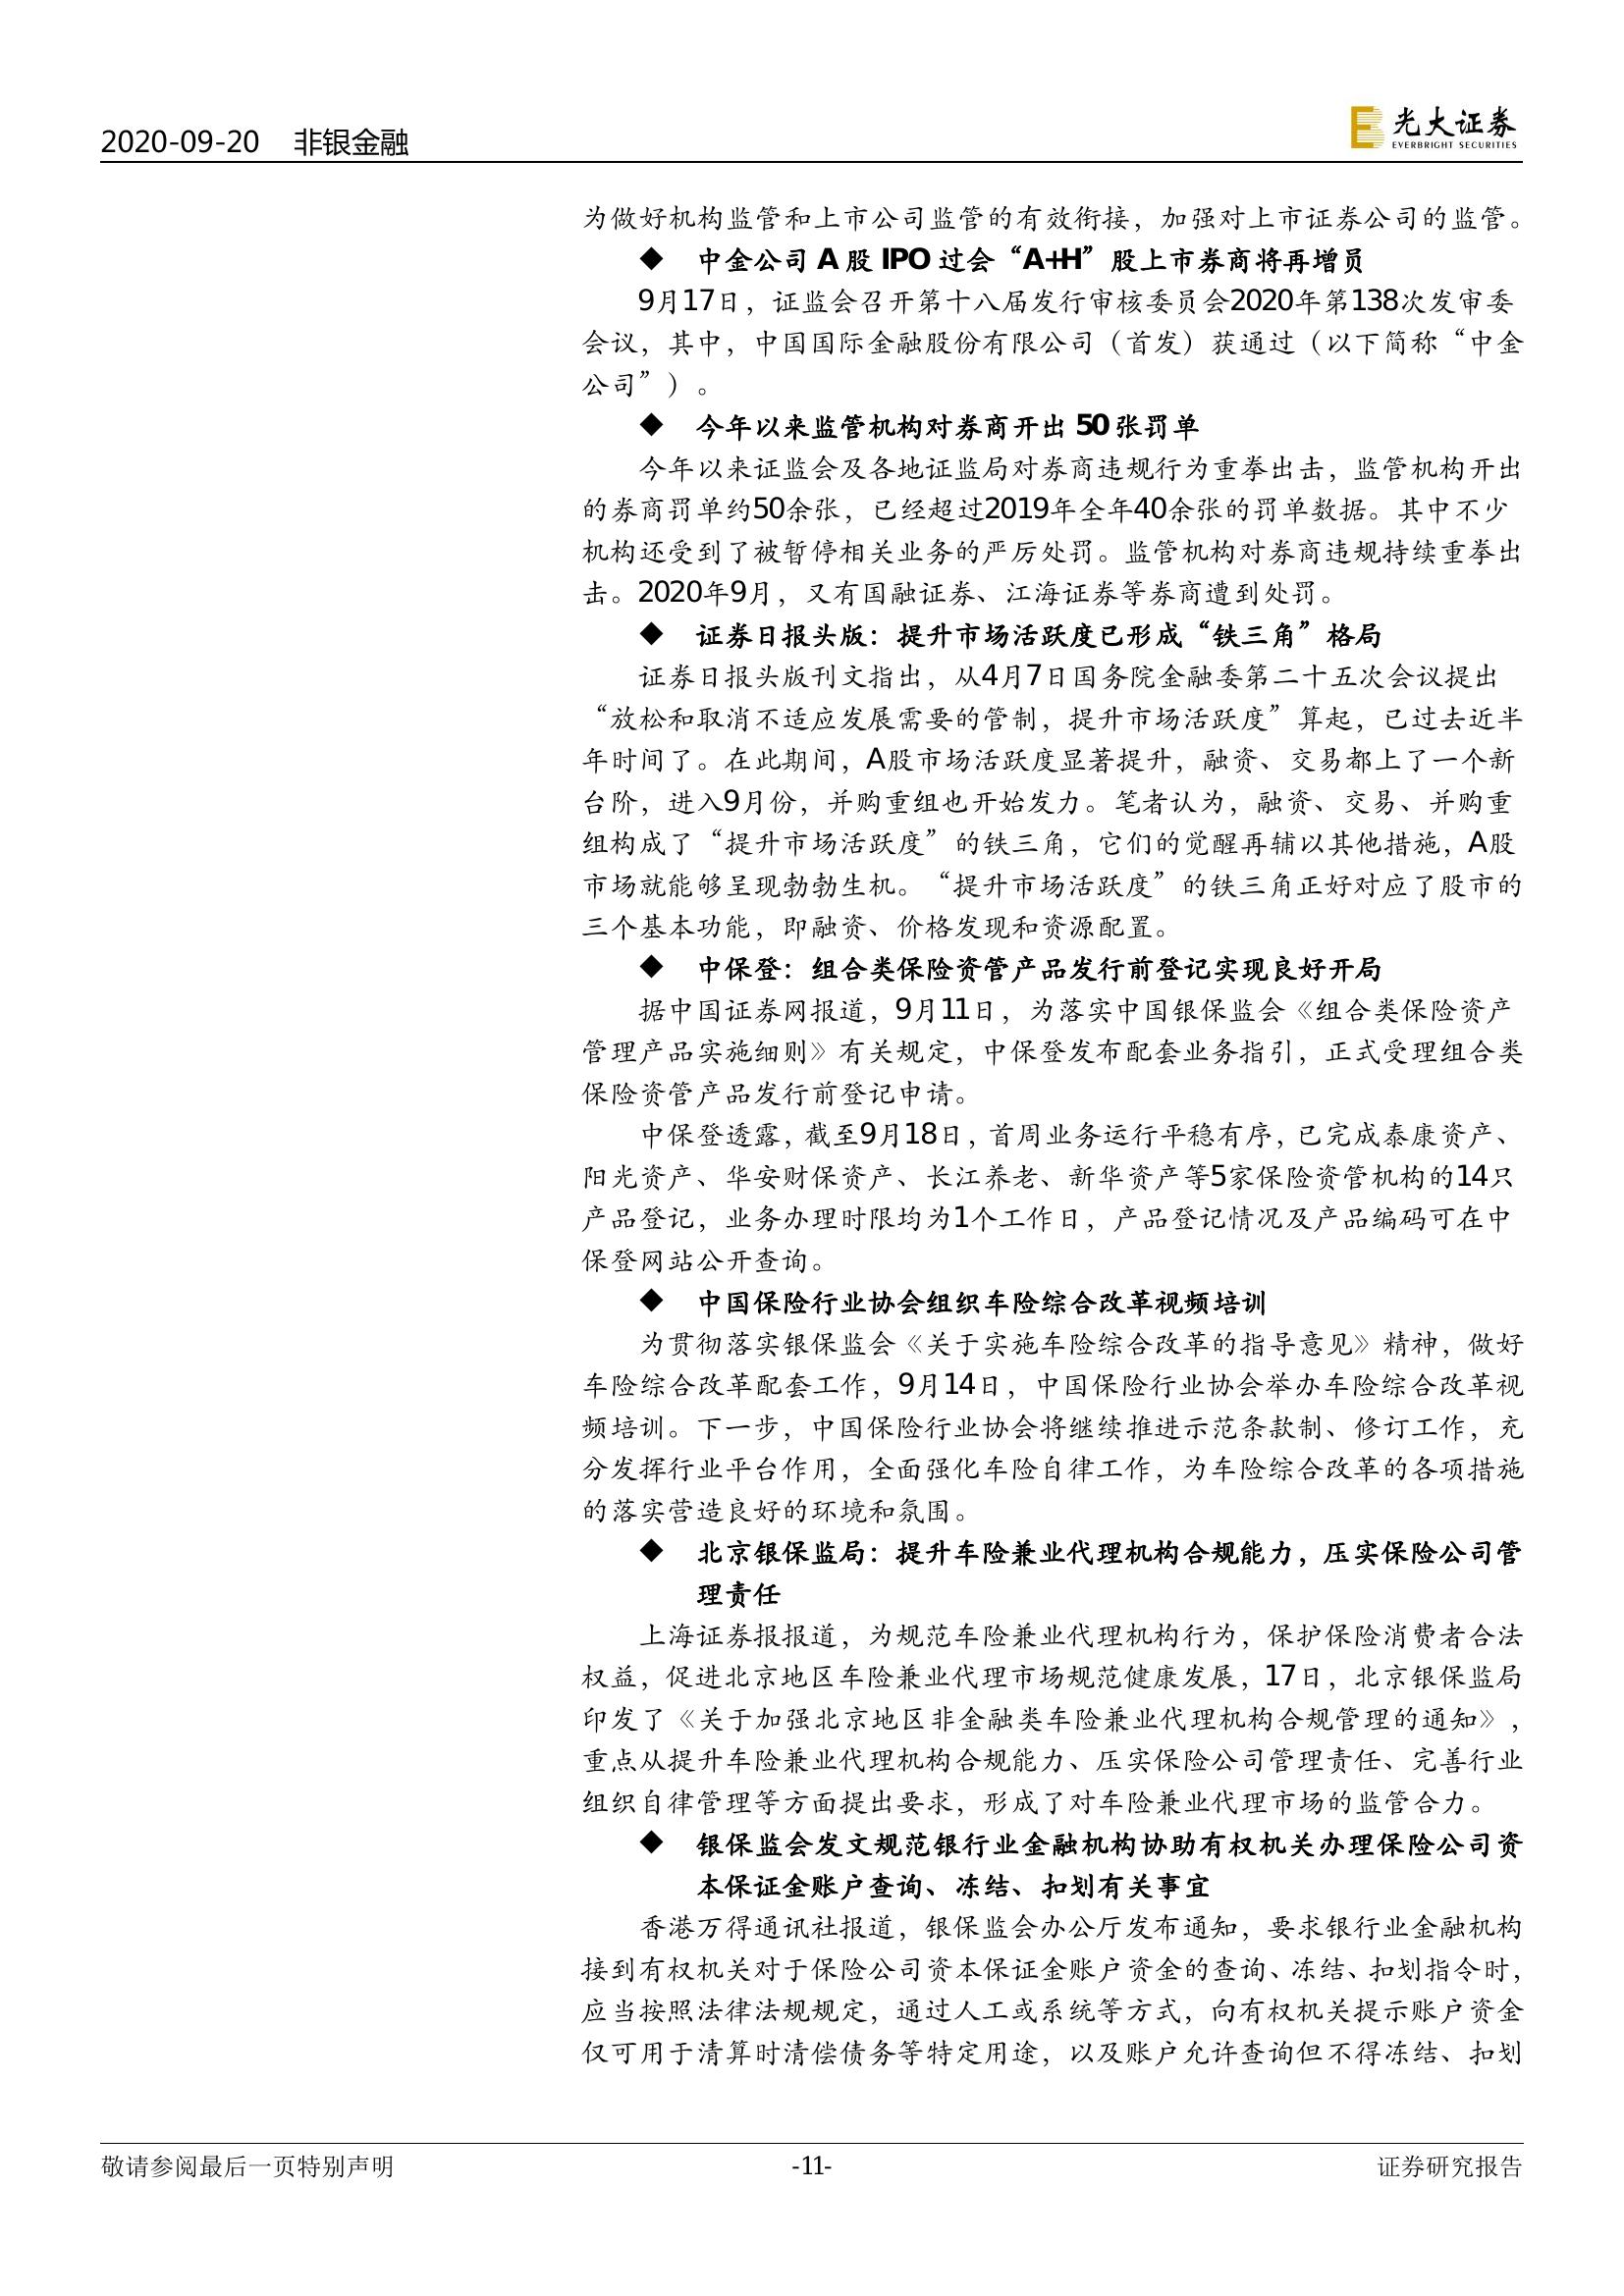 2020-09-20 非银金融
光大证券
EVERBRIGHT SECURITIES
为做好机构监管和上市公司监管的有效衔接，加强对上市证券公司的监管。
◆ 中金公司 A 股 IPO 过会“A+H”股上市券商将再增员
9月17日，证监会召开第十八届发行审核委员会2020年第138次发审委
会议，其中，中国国际金融股份有限公司（首发）获通过（以下简称“中金
公司”）。
◆ 今年以来监管机构对券商开出 50 张罚单
今年以来证监会及各地证监局对券商违规行为重拳出击，监管机构开出
的券商罚单约50余张，已经超过2019年全年40余张的罚单数据。其中不少
机构还受到了被暂停相关业务的严厉处罚。监管机构对券商违规持续重拳出
击。2020年9月，又有国融证券、江海证券等券商遭到处罚。
◆ 证券日报头版：提升市场活跃度已形成“铁三角”格局
证券日报头版刊文指出，从4月7日国务院金融委第二十五次会议提出
“放松和取消不适应发展需要的管制，提升市场活跃度”算起，已过去近半
年时间了。在此期间，A股市场活跃度显著提升，融资、交易都上了一个新
台阶，进入9月份，并购重组也开始发力。笔者认为，融资、交易、并购重
组构成了“提升市场活跃度”的铁三角，它们的觉醒再辅以其他措施，A股
市场就能够呈现勃勃生机。“提升市场活跃度”的铁三角正好对应了股市的
三个基本功能，即融资、价格发现和资源配置。
◆ 中保登：组合类保险资管产品发行前登记实现良好开局
据中国证券网报道，9月11日，为落实中国银保监会《组合类保险资产
管理产品实施细则》有关规定，中保登发布配套业务指引，正式受理组合类
保险资管产品发行前登记申请。
中保登透露，截至9月18日，首周业务运行平稳有序，已完成泰康资产、
阳光资产、华安财保资产、长江养老、新华资产等5家保险资管机构的14只
产品登记，业务办理时限均为1个工作日，产品登记情况及产品编码可在中
保登网站公开查询。
◆ 中国保险行业协会组织车险综合改革视频培训
为贯彻落实银保监会《关于实施车险综合改革的指导意见》精神，做好
车险综合改革配套工作，9月14日，中国保险行业协会举办车险综合改革视
频培训。下一步，中国保险行业协会将继续推进示范条款制、修订工作，充
分发挥行业平台作用，全面强化车险自律工作，为车险综合改革的各项措施
的落实营造良好的环境和氛围。
◆ 北京银保监局：提升车险兼业代理机构合规能力，压实保险公司管
理责任
上海证券报报道，为规范车险兼业代理机构行为，保护保险消费者合法
权益，促进北京地区车险兼业代理市场规范健康发展，17日，北京银保监局
印发了《关于加强北京地区非金融类车险兼业代理机构合规管理的通知》，
重点从提升车险兼业代理机构合规能力、压实保险公司管理责任、完善行业
组织自律管理等方面提出要求，形成了对车险兼业代理市场的监管合力。
◆ 银保监会发文规范银行业金融机构协助有权机关办理保险公司资
本保证金账户查询、冻结、扣划有关事宜
香港万得通讯社报道，银保监会办公厅发布通知，要求银行业金融机构
接到有权机关对于保险公司资本保证金账户资金的查询、冻结、扣划指令时，
应当按照法律法规规定，通过人工或系统等方式，向有权机关提示账户资金
仅可用于清算时清偿债务等特定用途，以及账户允许查询但不得冻结、扣划
敬请参阅最后一页特别声明 -11- 证券研究报告